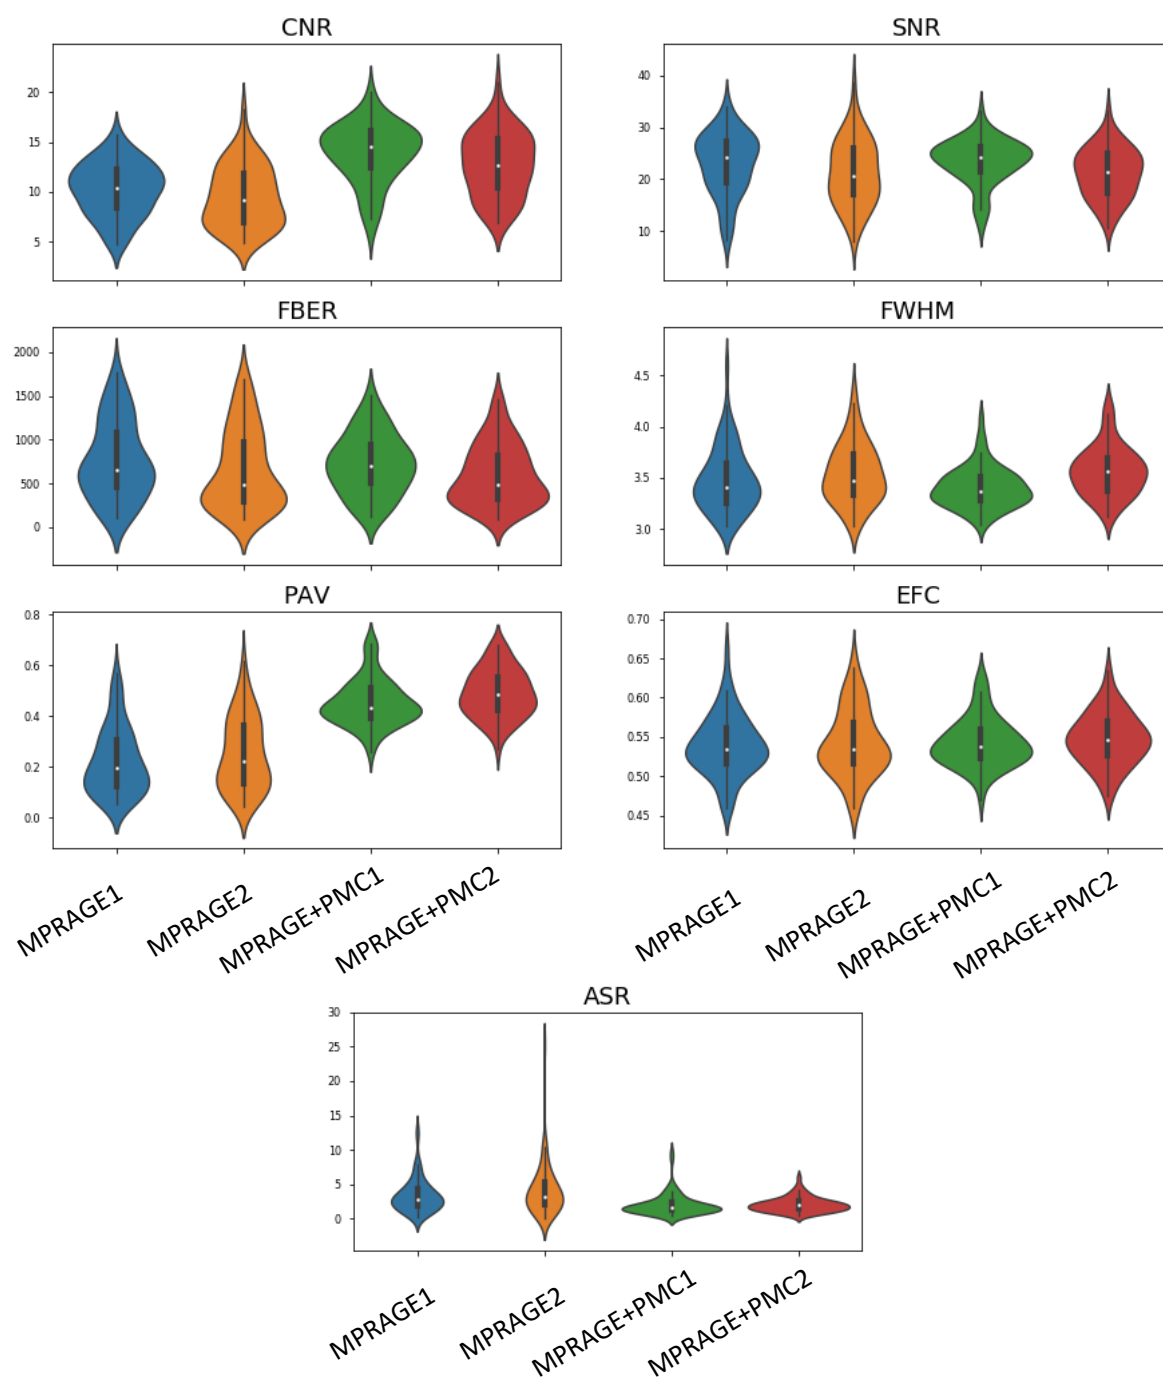 CNR
20
15
10
5
SNR
40
30
20
10
FBER
2000
1500
1000
500
0
FWHM
4.5
4.0
3.5
3.0
PAV
0.8
0.6
0.4
0.2
0.0
EFC
0.70
0.65
0.60
0.55
0.50
0.45
MPRAGE1
MPRAGE2
MPRAGE+PMC1
MPRAGE+PMC2
MPRAGE1
MPRAGE2
MPRAGE+PMC1
MPRAGE+PMC2
ASR
30
25
20
15
10
5
0
MPRAGE1
MPRAGE2
MPRAGE+PMC1
MPRAGE+PMC2